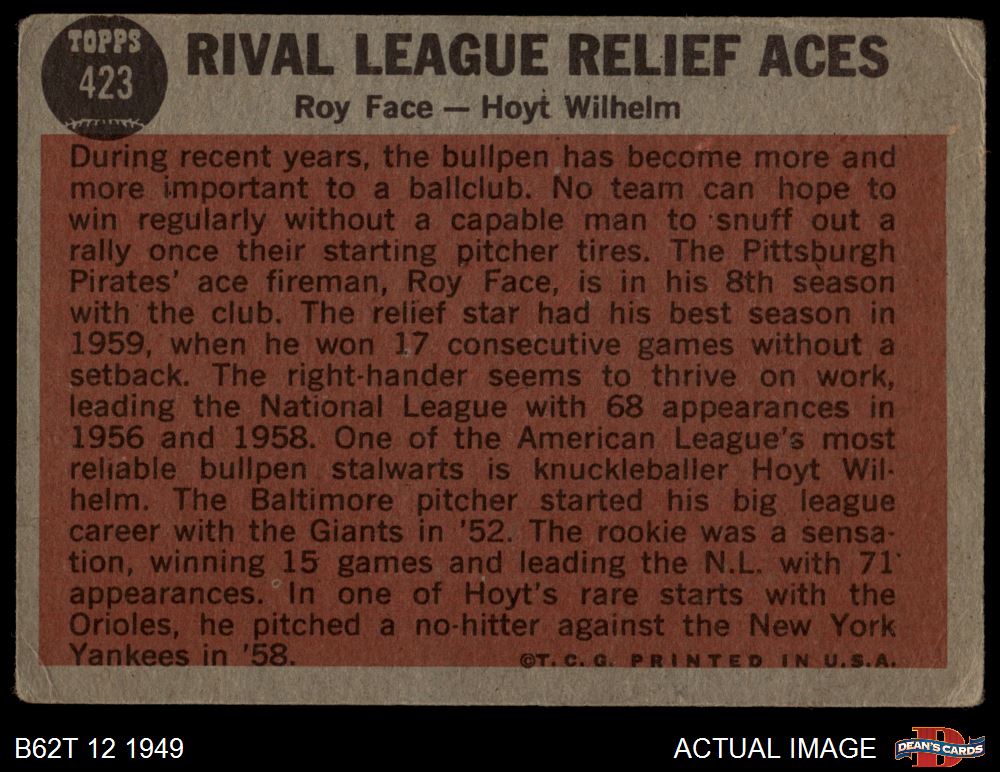 TOPPS
423
RIVAL LEAGUE RELIEF ACES
Roy Face — Hoyt Wilhelm
During recent years, the bullpen has become more and
more important to a ballclub. No team can hope to
win regularly without a capable man to snuff out a
rally once their starting pitcher tires. The Pittsburgh
Pirates' ace fireman, Roy Face, is in his 8th season
with the club. The relief star had his best season in
1959, when he won 17 consecutive games without a
setback. The right-hander seems to thrive on work,
leading the National League with 68 appearances in
1956 and 1958. One of the American League's most
reliable bullpen stalwarts is knuckleballer Hoyt Wil-
helm. The Baltimore pitcher started his big league
career with the Giants in '52. The rookie was a sensa-
tion, winning 15 games and leading the N.L. with 71
appearances. In one of Hoyt's rare starts with the
Orioles, he pitched a no-hitter against the New York
Yankees in '58.
©T. C. G. PRINTED IN U.S.A.
B62T 12 1949
ACTUAL IMAGE
D
DEAN'S CARDS